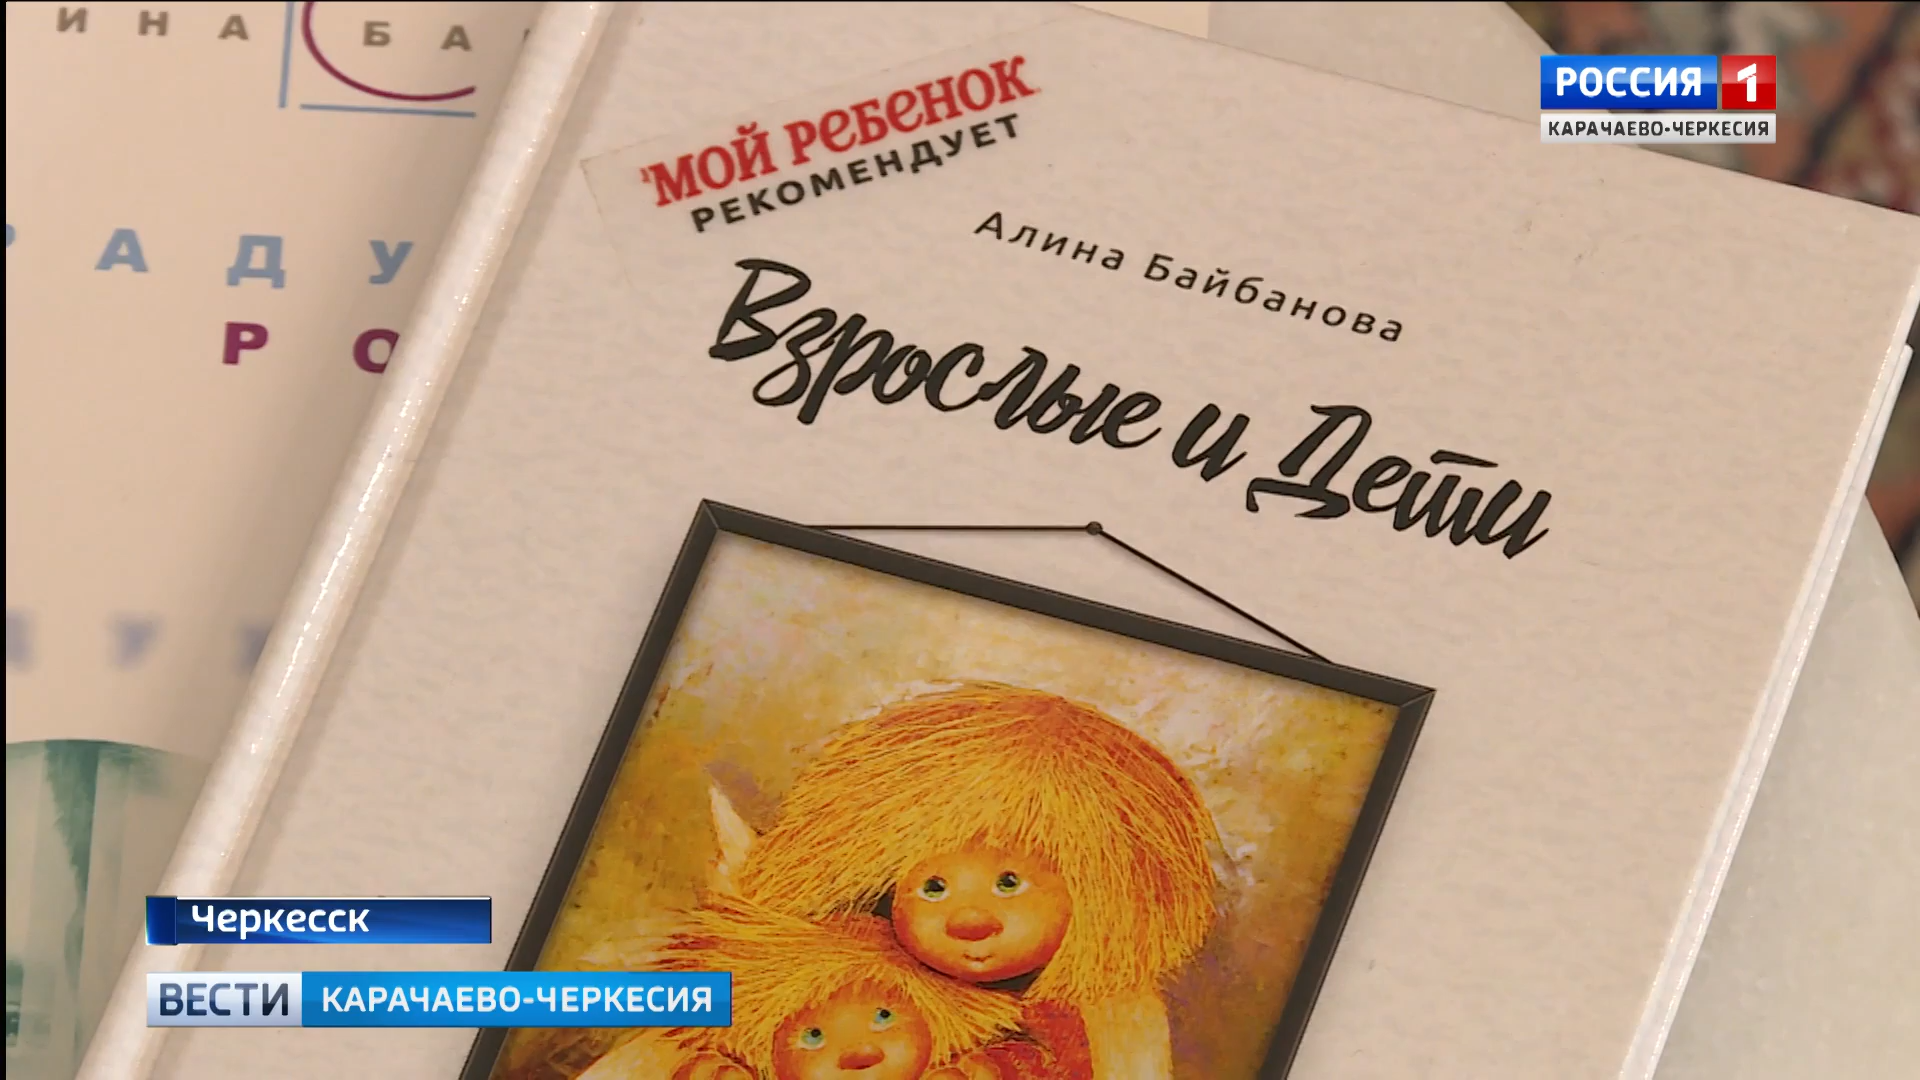 РОССИЯ 1
КАРАЧАЕВО-ЧЕРКЕСИЯ
МОЙ РЕБЕНОК
РЕКОМЕНДУЕТ
Алина Байбанова
Взрослые и Дети
Черкесск
ВЕСТИ КАРАЧАЕВО-ЧЕРКЕСИЯ